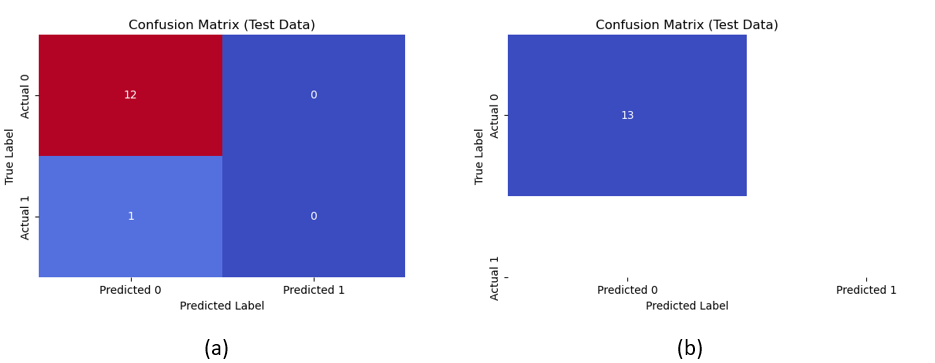 Confusion Matrix (Test Data)
Actual 0
Actual 1
True Label
12
0
1
0
Predicted 0
Predicted 1
Predicted Label
(a)
Confusion Matrix (Test Data)
Actual 0
Actual 1
True Label
13
Predicted 0
Predicted 1
Predicted Label
(b)